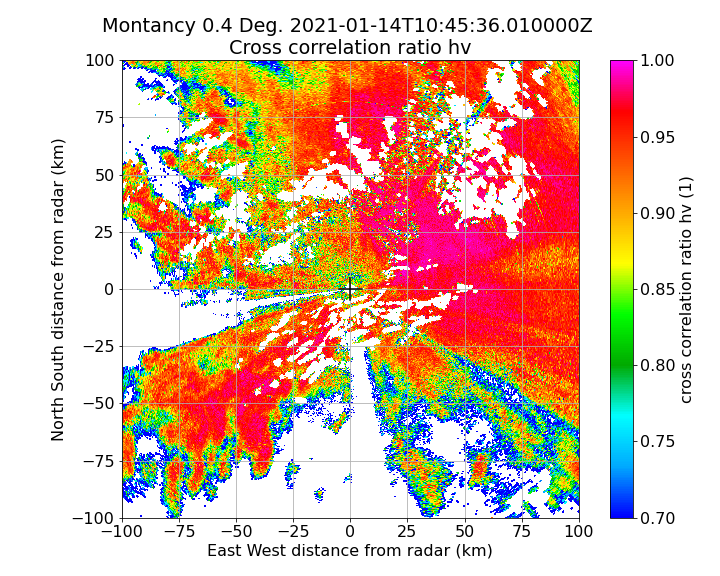 Montancy 0.4 Deg. 2021-01-14T10:45:36.010000Z
Cross correlation ratio hv
100
75
50
25
0
−25
−50
−75
−100
North South distance from radar (km)
−100 −75 −50 −25 0 25 50 75 100
East West distance from radar (km)
1.00
0.95
0.90
0.85
0.80
0.75
0.70
cross correlation ratio hv (1)